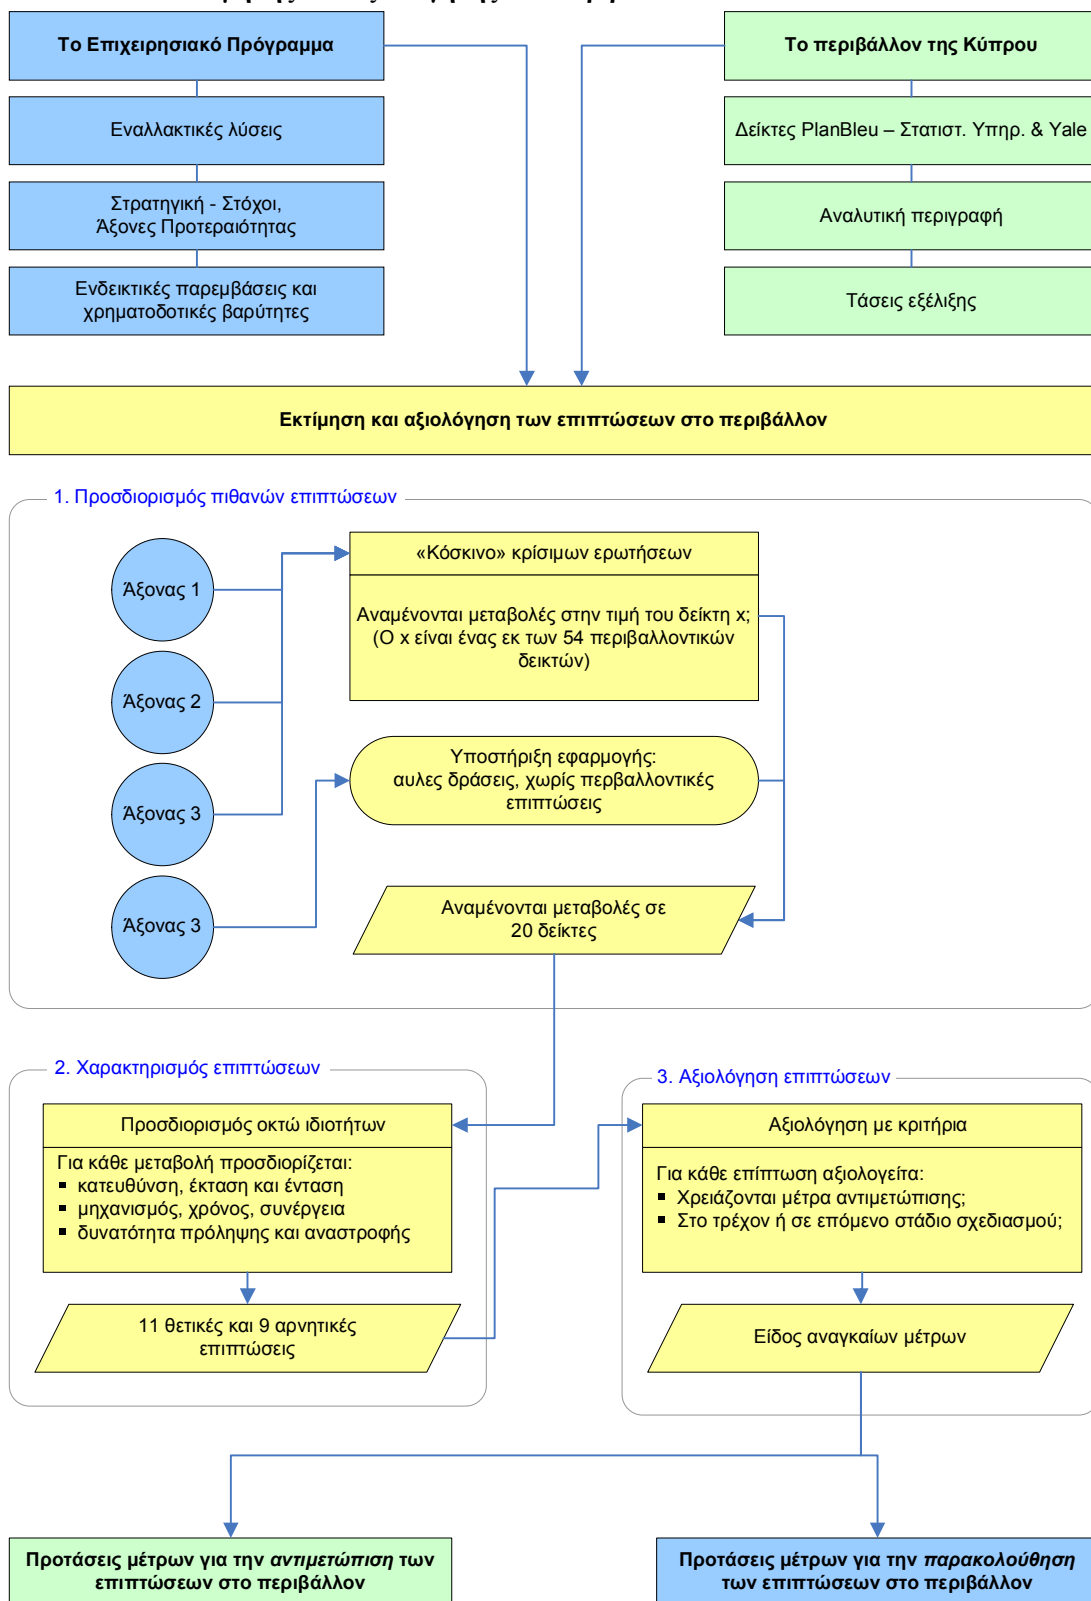 Το Επιχειρησιακό Πρόγραμμα
Εναλλακτικές λύσεις
Στρατηγική - Στόχοι,
Άξονες Προτεραιότητας
Ενδεικτικές παρεμβάσεις και
χρηματοδοτικές βαρύτητες
Το περιβάλλον της Κύπρου
Δείκτες PlanBleu – Στατιστ. Υπηρ. & Yale
Αναλυτική περιγραφή
Τάσεις εξέλιξης
Εκτίμηση και αξιολόγηση των επιπτώσεων στο περιβάλλον
1. Προσδιορισμός πιθανών επιπτώσεων
Άξονας 1
Άξονας 2
Άξονας 3
Άξονας 3
«Κόσκινο» κρίσιμων ερωτήσεων
Αναμένονται μεταβολές στην τιμή του δείκτη x;
(Ο x είναι ένας εκ των 54 περιβαλλοντικών
δεικτών)
Υποστήριξη εφαρμογής:
αυλες δράσεις, χωρίς περβαλλοντικές
επιπτώσεις
Αναμένονται μεταβολές σε
20 δείκτες
2. Χαρακτηρισμός επιπτώσεων
Προσδιορισμός οκτώ ιδιοτήτων
Για κάθε μεταβολή προσδιορίζεται:
▪ κατευθύνση, έκταση και ένταση
▪ μηχανισμός, χρόνος, συνέργεια
▪ δυνατότητα πρόληψης και αναστροφής
11 θετικές και 9 αρνητικές
επιπτώσεις
3. Αξιολόγηση επιπτώσεων
Αξιολόγηση με κριτήρια
Για κάθε επίπτωση αξιολογείτα:
▪ Χρειάζονται μέτρα αντιμετώπισης;
▪ Στο τρέχον ή σε επόμενο στάδιο σχεδιασμού;
Είδος αναγκαίων μέτρων
Προτάσεις μέτρων για την αντιμετώπιση των
επιπτώσεων στο περιβάλλον
Προτάσεις μέτρων για την παρακολούθηση
των επιπτώσεων στο περιβάλλον